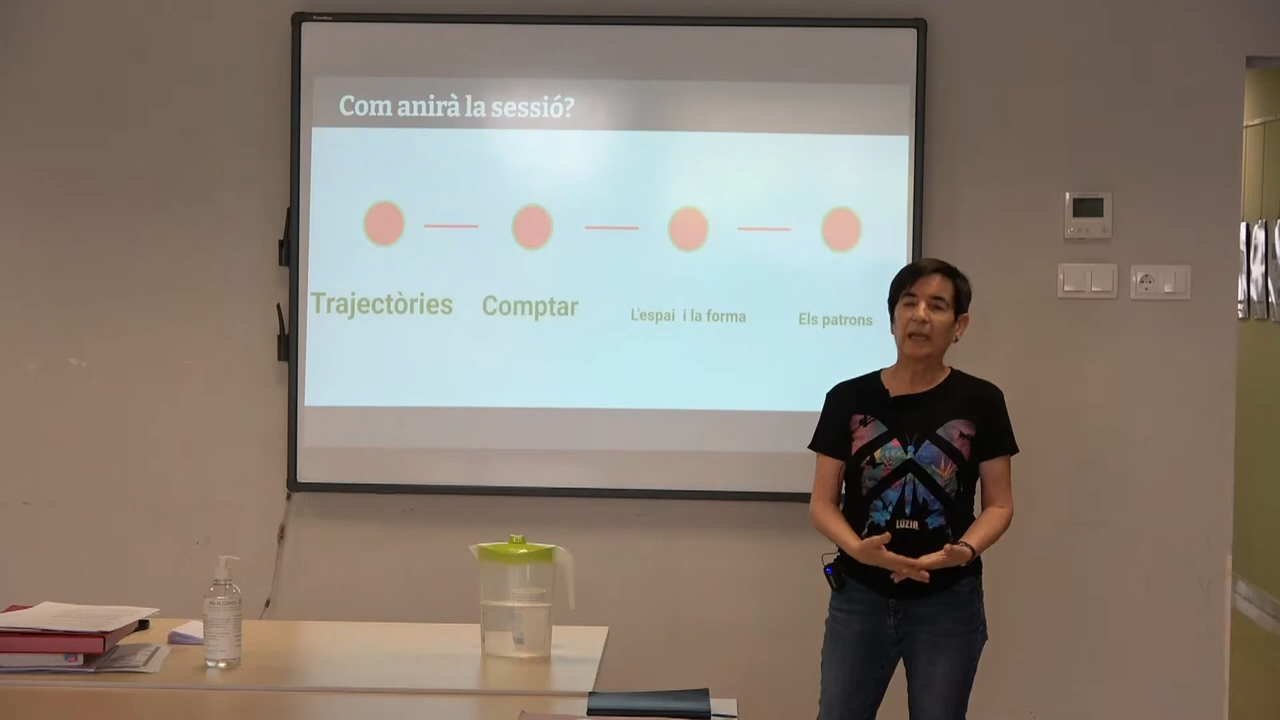 Com anirà la sessió?
Trajectòries
Comptar
L'espai i la forma
Els patrons
LUZIA